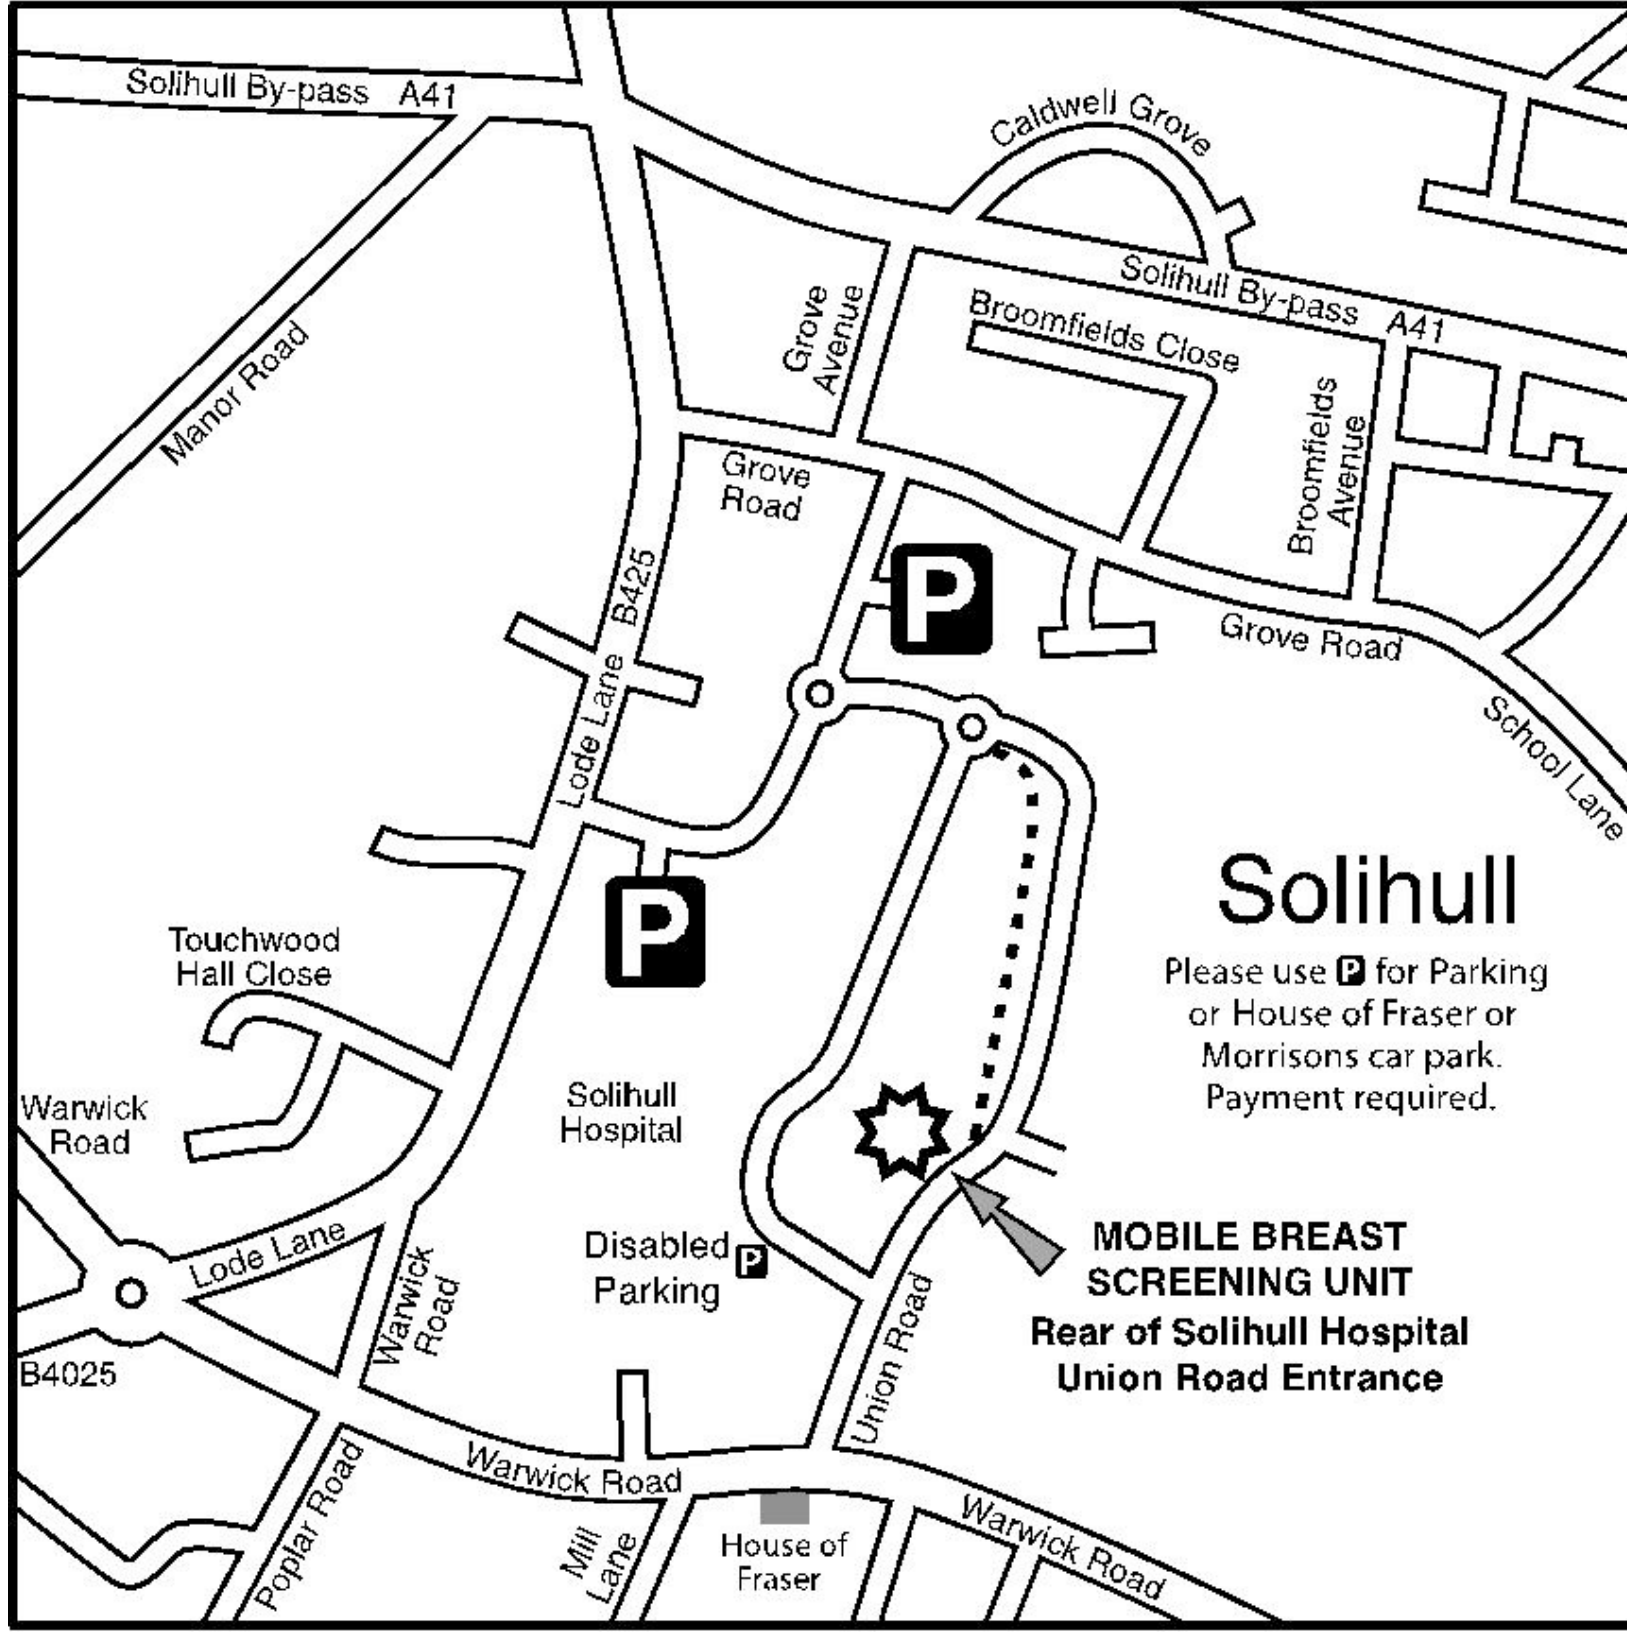 Solihull By-pass A41
Caldwell Grove
Solihull By-pass A41
Grove
Avenue
Broomfields Close
Manor Road
Broomfields
Avenue
Grove
Road
B425
P
Grove Road
Lode Lane
School Lane
P
Solihull
Please use P for Parking
or House of Fraser or
Morrisons car park.
Payment required.
Touchwood
Hall Close
Solihull
Hospital
Warwick
Road
Lode Lane
Disabled
Parking
P
MOBILE BREAST
SCREENING UNIT
Rear of Solihull Hospital
Union Road Entrance
Warwick
Road
Union Road
B4025
Warwick Road
Poplar Road
Mill
Lane
House of
Fraser
Warwick Road